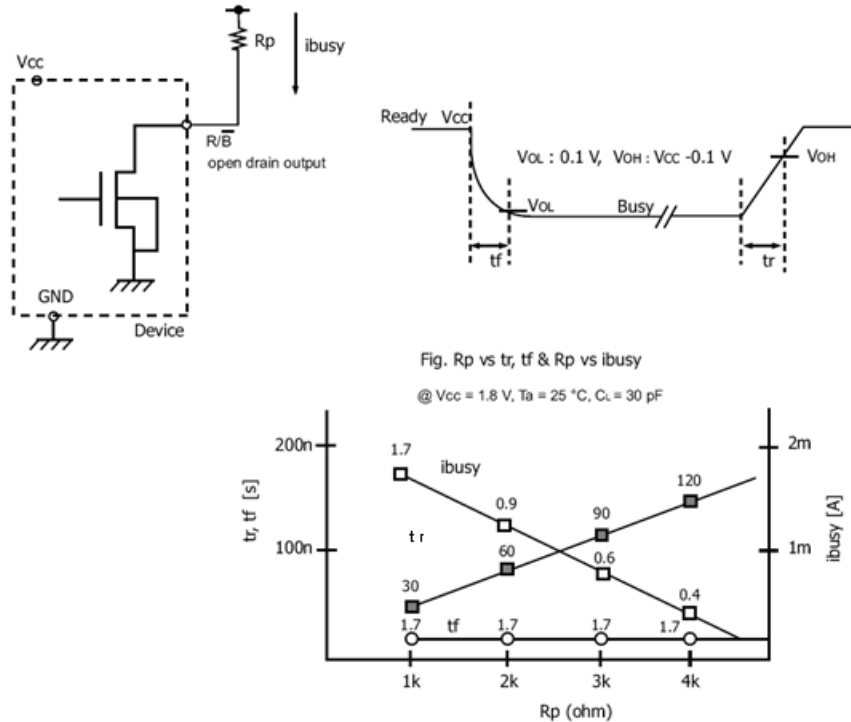 Rp
ibusy
Vcc
R/B̅
open drain output
GND
Device
Ready Vcc
VOL : 0.1 V, VOH : VCC -0.1 V
VOH
VOL
Busy
tf
tr
Fig. Rp vs tr, tf & Rp vs ibusy
@ Vcc = 1.8 V, Ta = 25 °C, CL = 30 pF
200n
100n
tr, tf [s]
2m
1m
ibusy [A]
1.7
ibusy
0.9
0.6
0.4
tr
30
60
90
120
1.7
tf
1.7
1.7
1.7
1k
2k
3k
4k
Rp (ohm)